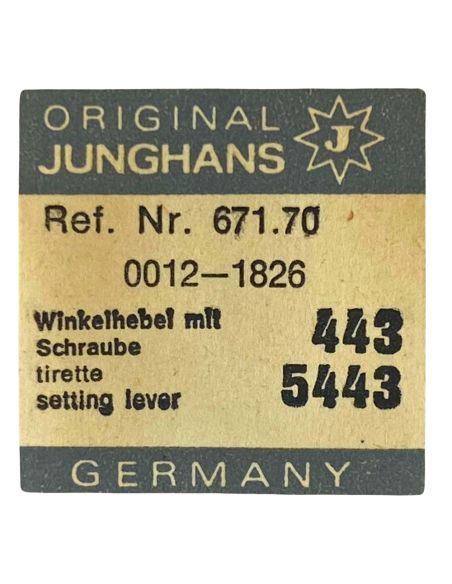 ORIGINAL
JUNGHANS J
Ref. Nr. 671.70
0012–1826
Winkelhebel mit 443
Schraube
tirette 5443
setting lever
GERMANY